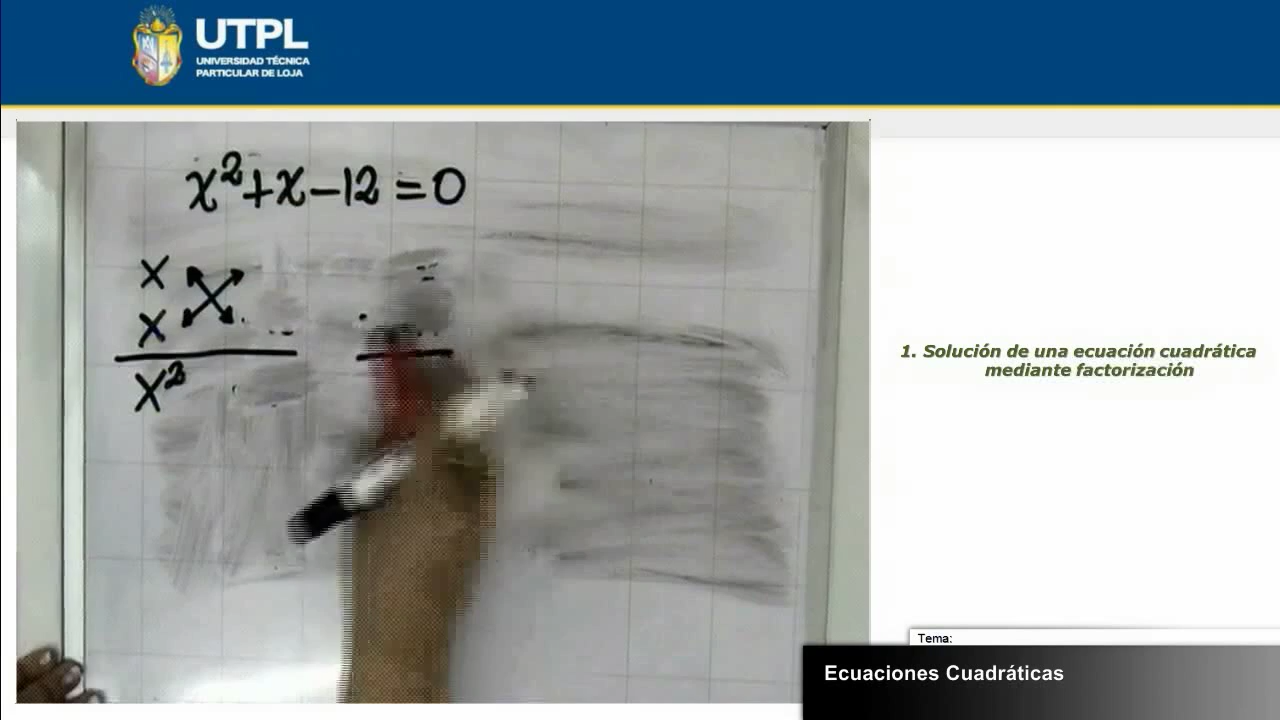 UTPL
UNIVERSIDAD TÉCNICA
PARTICULAR DE LOJA
x²+x-12=0
x
x
x²
1. Solución de una ecuación cuadrática
mediante factorización
Tema:
Ecuaciones Cuadráticas